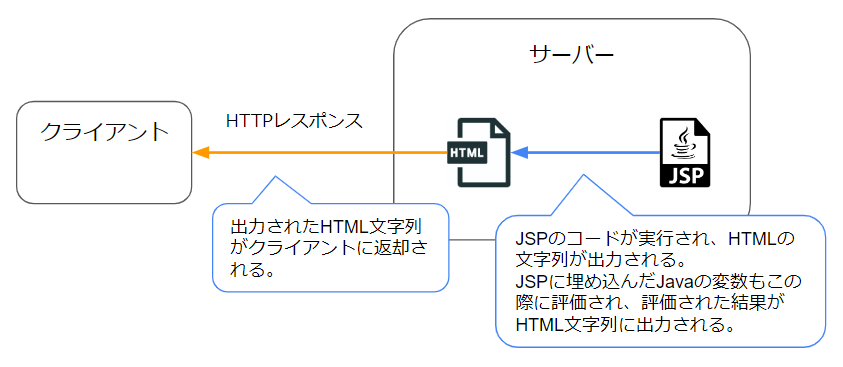 サーバー
クライアント
HTTPレスポンス
HTML
JSP
出力されたHTML文字列
がクライアントに返却さ
れる。
JSPのコードが実行され、HTMLの
文字列が出力される。
JSPに埋め込んだJavaの変数もこの
際に評価され、評価された結果が
HTML文字列に出力される。